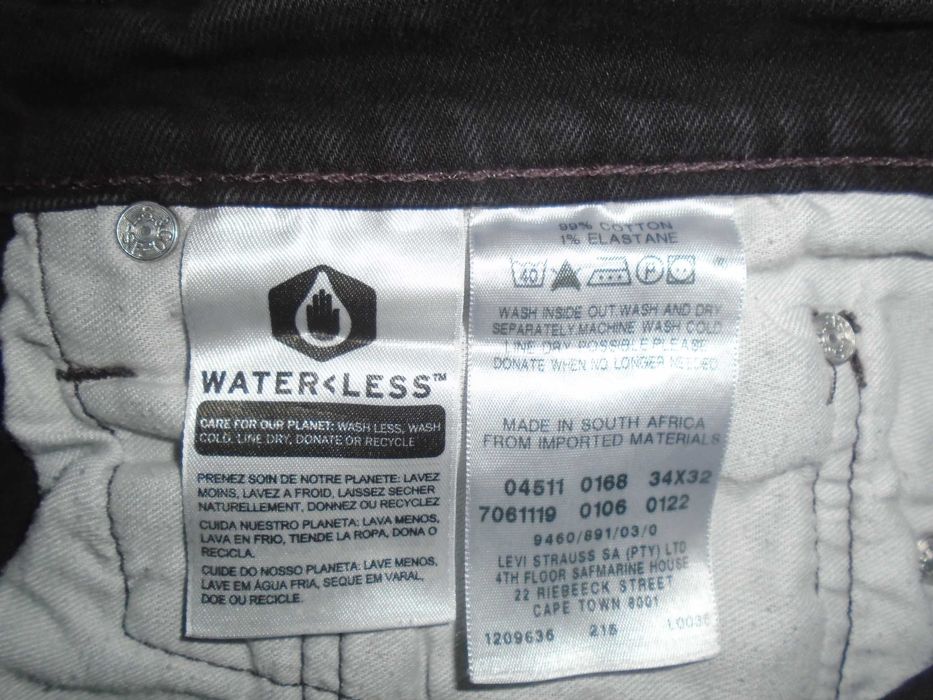 WATER<LESS™
CARE FOR OUR PLANET: WASH LESS, WASH
COLD, LINE DRY, DONATE OR RECYCLE
PRENEZ SOIN DE NOTRE PLANETE: LAVEZ
MOINS, LAVEZ A FROID, LAISSEZ SECHER
NATURELLEMENT, DONNEZ OU RECYCLEZ
CUIDA NUESTRO PLANETA: LAVA MENOS,
LAVA EN FRIO, TIENDE LA ROPA, DONA O
RECICLA.
CUIDE DO NOSSO PLANETA: LAVE MENOS,
LAVE EM ÁGUA FRIA, SEQUE EM VARAL,
DOE OU RECICLE.
99% COTTON
1% ELASTANE
40 P
WASH INSIDE OUT. WASH AND DRY
SEPARATELY. MACHINE WASH COLD
LINE DRY POSSIBLE PLEASE
DONATE WHEN NO LONGER NEEDED
MADE IN SOUTH AFRICA
FROM IMPORTED MATERIALS
04511 0168 34X32
7061119 0106 0122
9460/891/03/0
LEVI STRAUSS SA (PTY) LTD
4TH FLOOR SAFMARINE HOUSE
22 RIEBEECK STREET
CAPE TOWN 8001
1209636 216